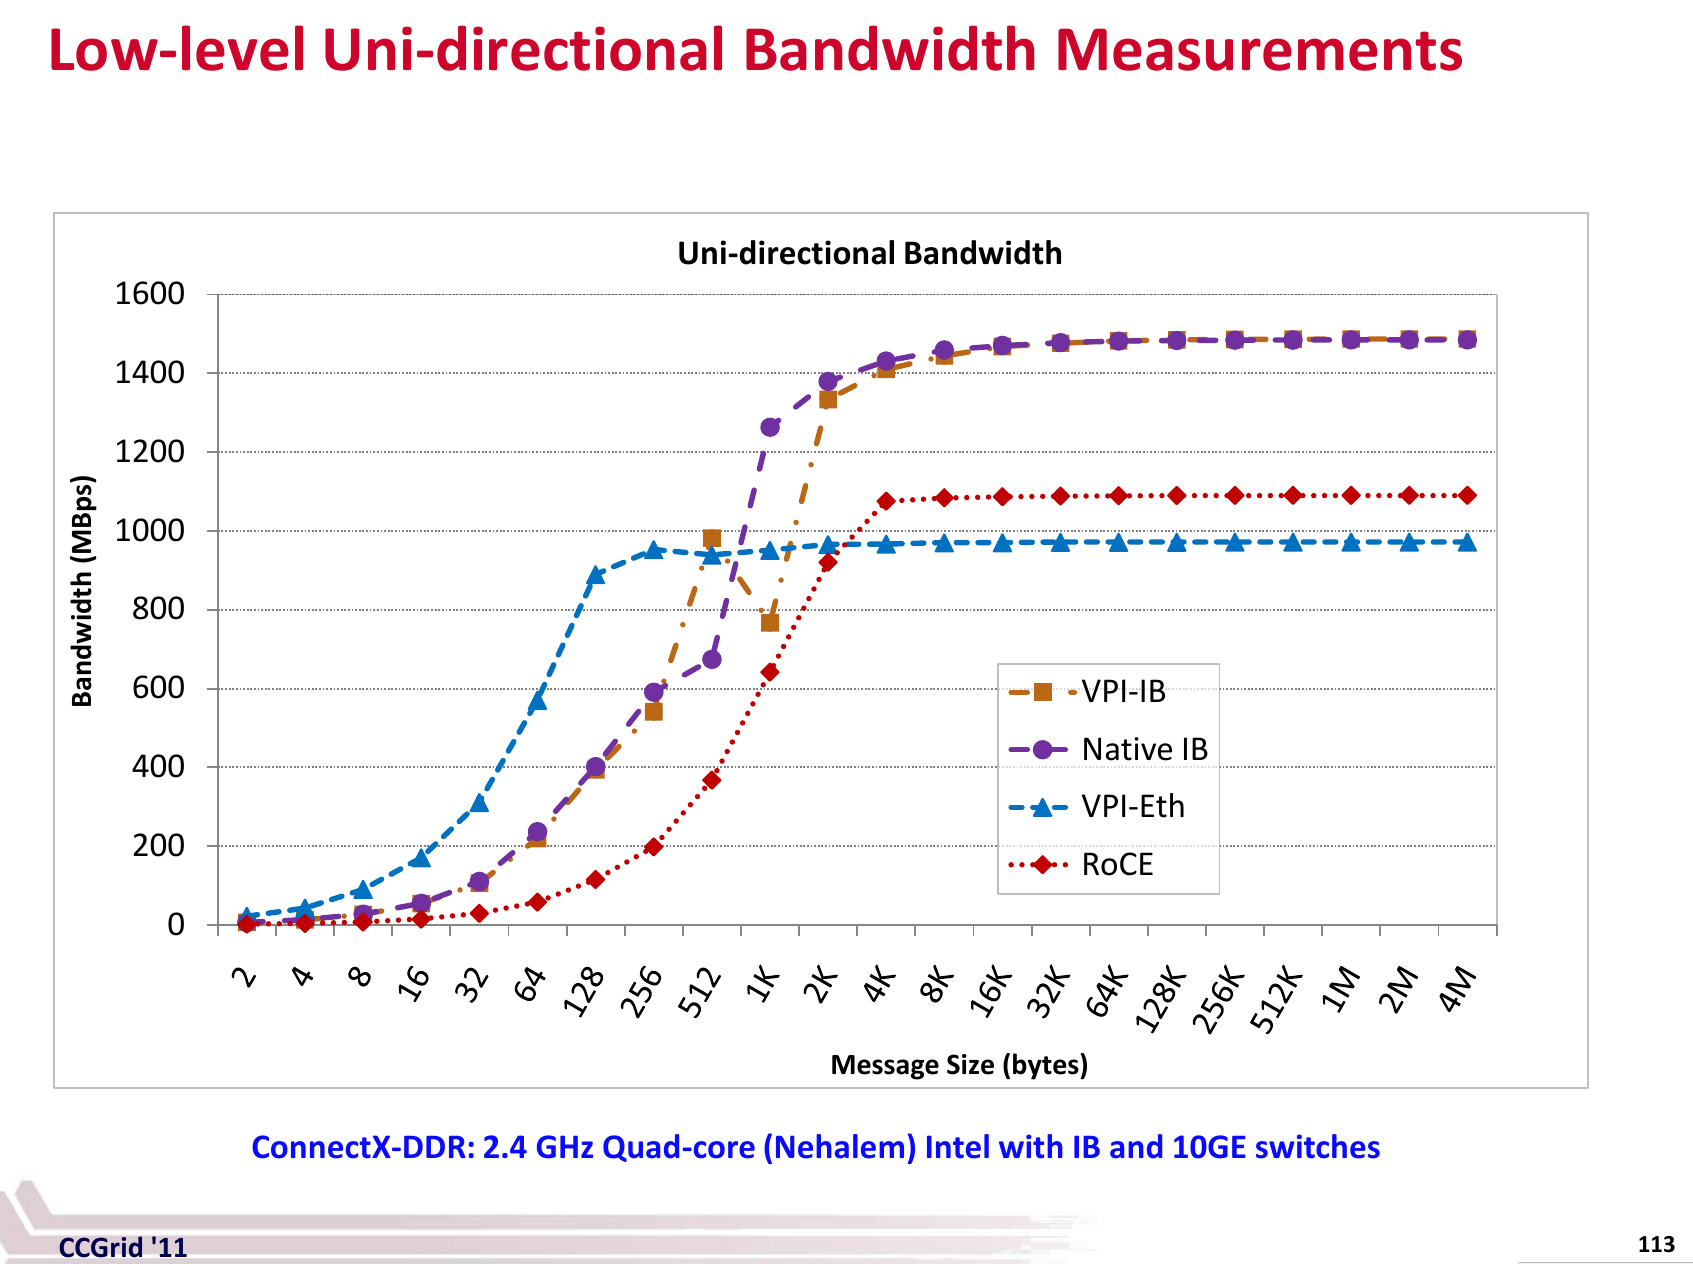 Low-level Uni-directional Bandwidth Measurements
Uni-directional Bandwidth
1600
1400
1200
1000
800
600
400
200
0
Bandwidth (MBps)
VPI-IB
Native IB
VPI-Eth
RoCE
2 4 8 16 32 64 128 256 512 1K 2K 4K 8K 16K 32K 64K 128K 256K 512K 1M 2M 4M
Message Size (bytes)
ConnectX-DDR: 2.4 GHz Quad-core (Nehalem) Intel with IB and 10GE switches
CCGrid '11
113